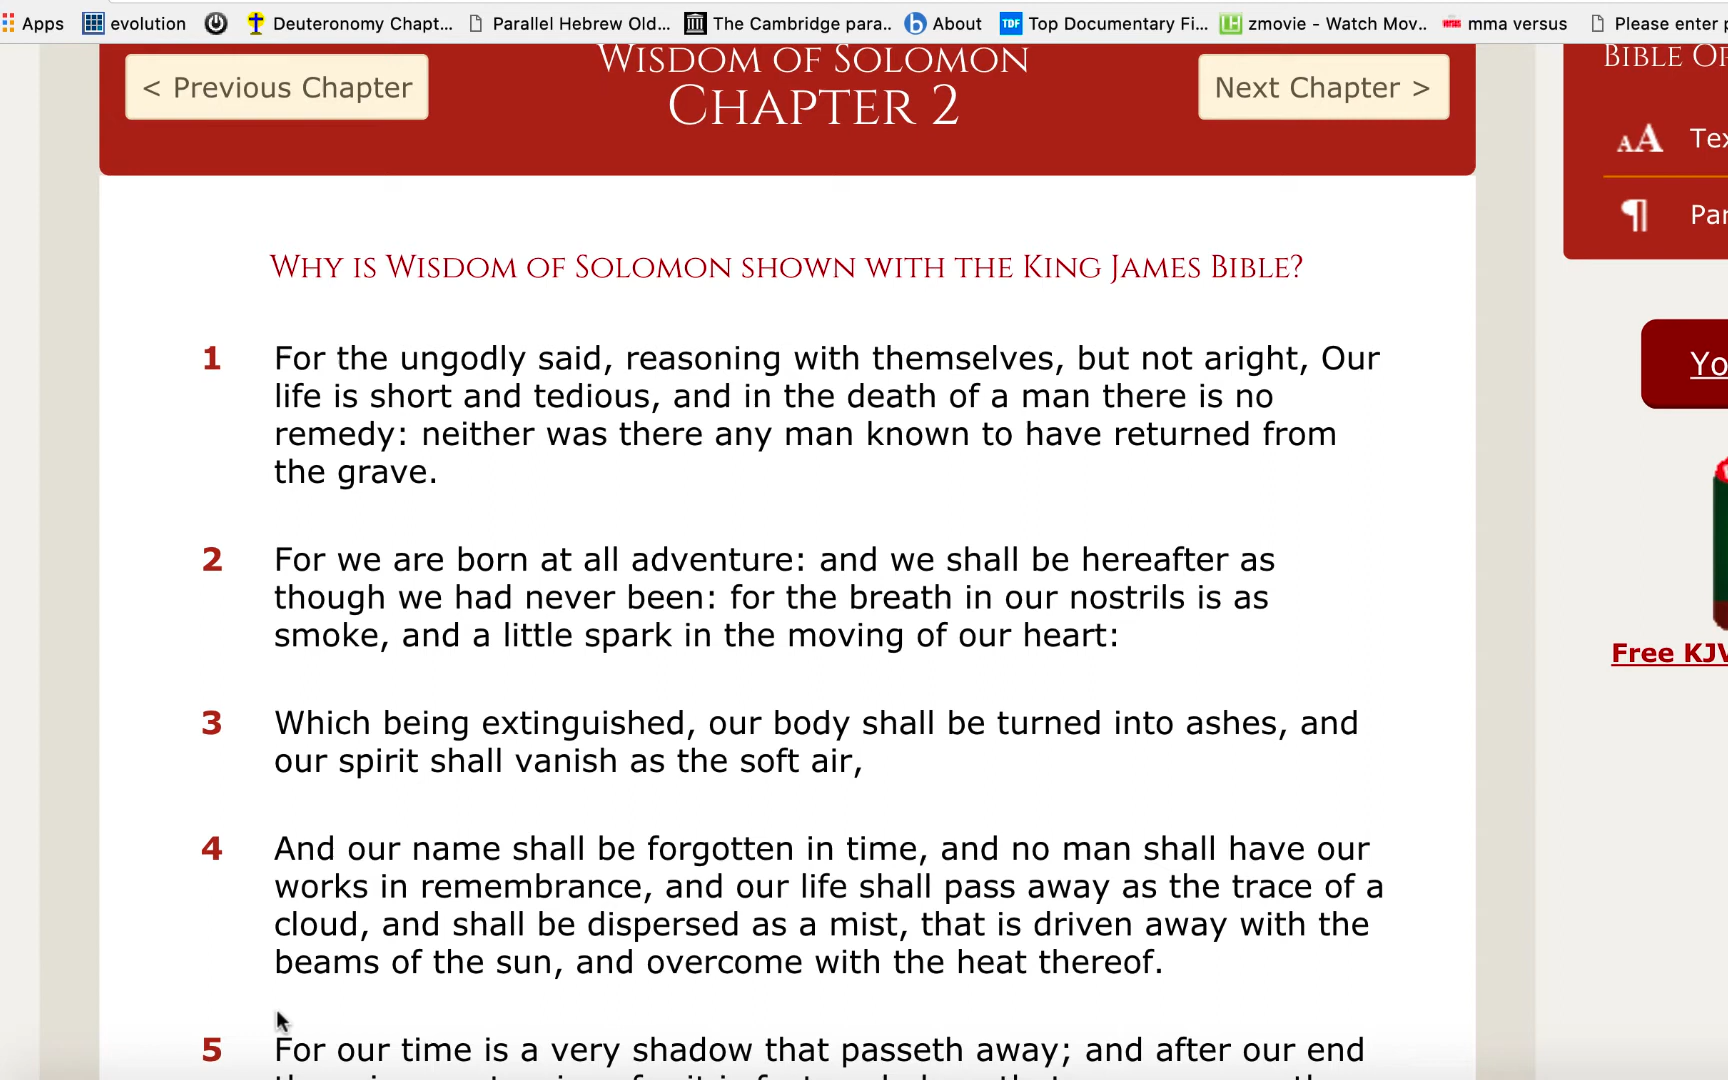 Apps evolution Deuteronomy Chapt... Parallel Hebrew Old... The Cambridge para.. About TDF Top Documentary Fi... LH zmovie - Watch Mov.. mma versus Please enter
Wisdom of Solomon
< Previous Chapter Chapter 2 Next Chapter >
Bible
AA
¶
Why is Wisdom of Solomon shown with the King James Bible?
1 For the ungodly said, reasoning with themselves, but not aright, Our
life is short and tedious, and in the death of a man there is no
remedy: neither was there any man known to have returned from
the grave.
2 For we are born at all adventure: and we shall be hereafter as
though we had never been: for the breath in our nostrils is as
smoke, and a little spark in the moving of our heart:
Free KJV
3 Which being extinguished, our body shall be turned into ashes, and
our spirit shall vanish as the soft air,
4 And our name shall be forgotten in time, and no man shall have our
works in remembrance, and our life shall pass away as the trace of a
cloud, and shall be dispersed as a mist, that is driven away with the
beams of the sun, and overcome with the heat thereof.
5 For our time is a very shadow that passeth away; and after our end